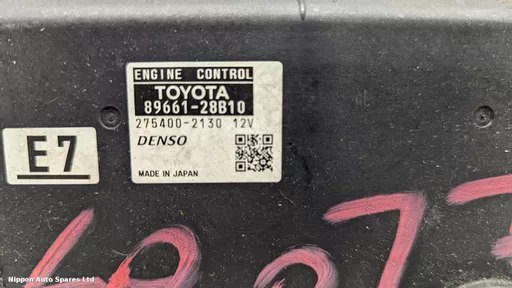 ENGINE CONTROL
TOYOTA
89661-28B10
275400-2130 12V
DENSO
MADE IN JAPAN
E7
Nippon Auto Spares Ltd